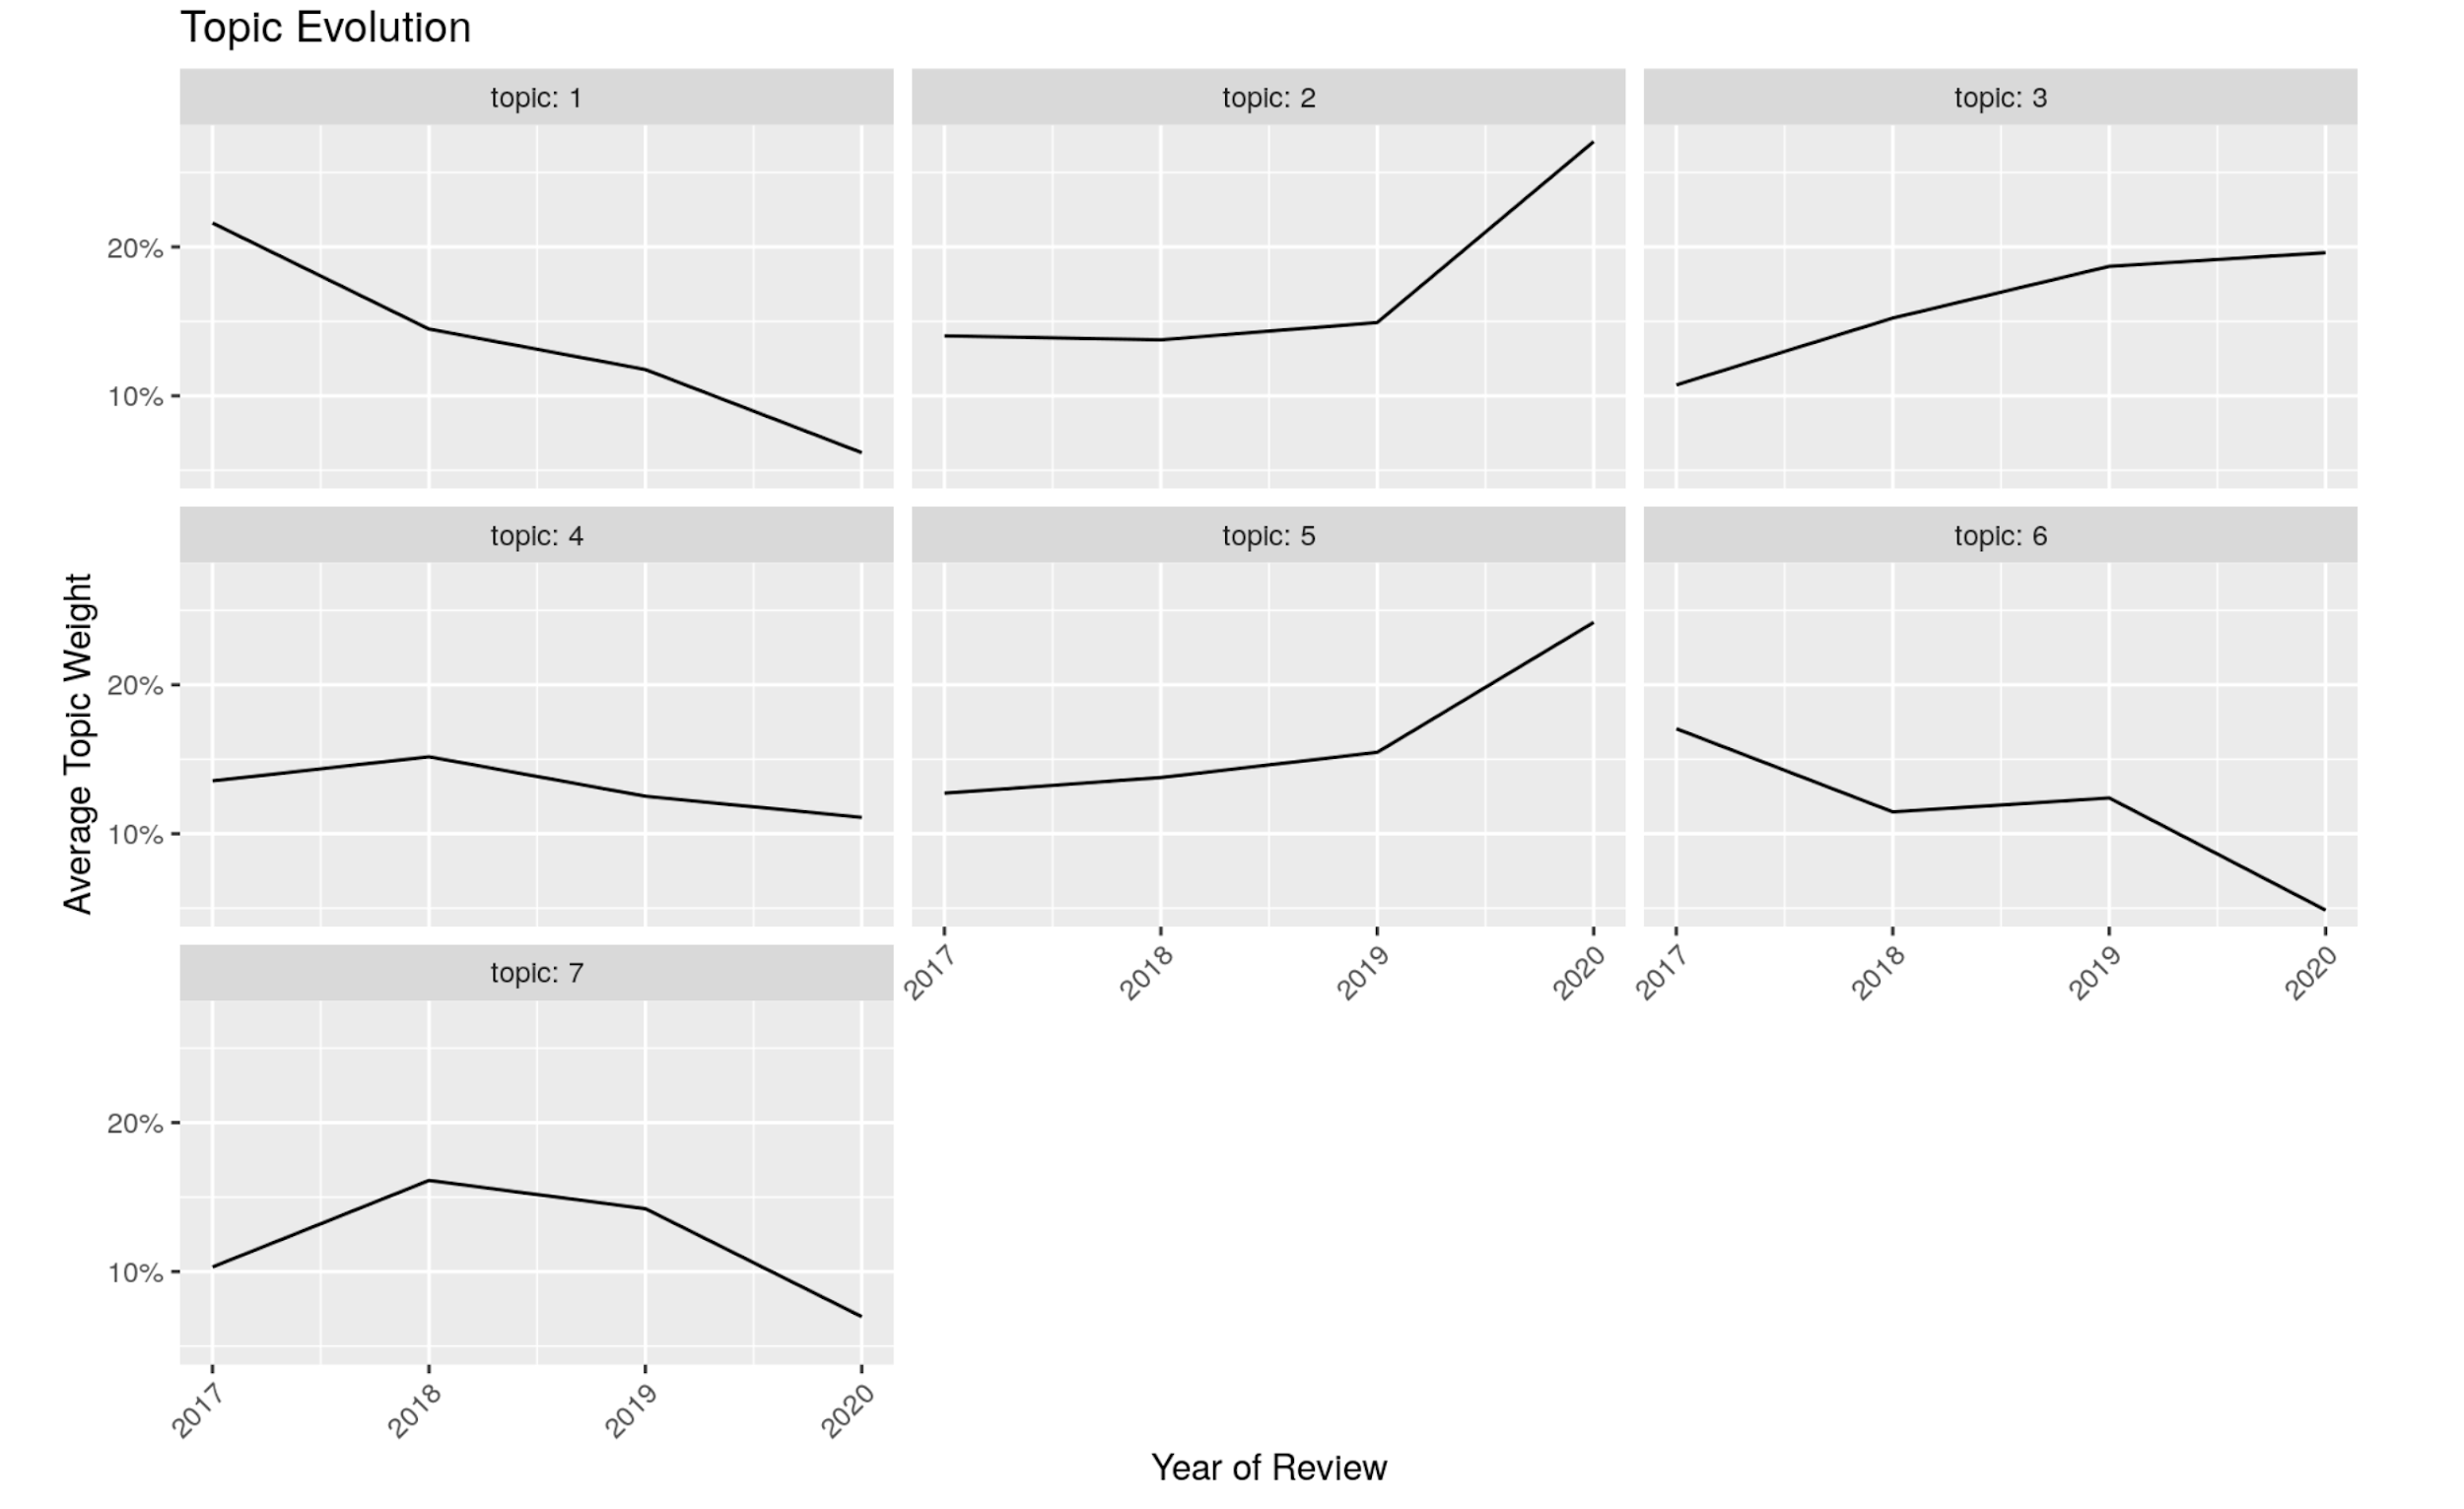 Topic Evolution
topic: 1
topic: 2
topic: 3
20%
10%
topic: 4
topic: 5
topic: 6
Average Topic Weight
20%
10%
2017
2018
2019
2020
2017
2018
2019
2020
topic: 7
20%
10%
2017
2018
2019
2020
Year of Review